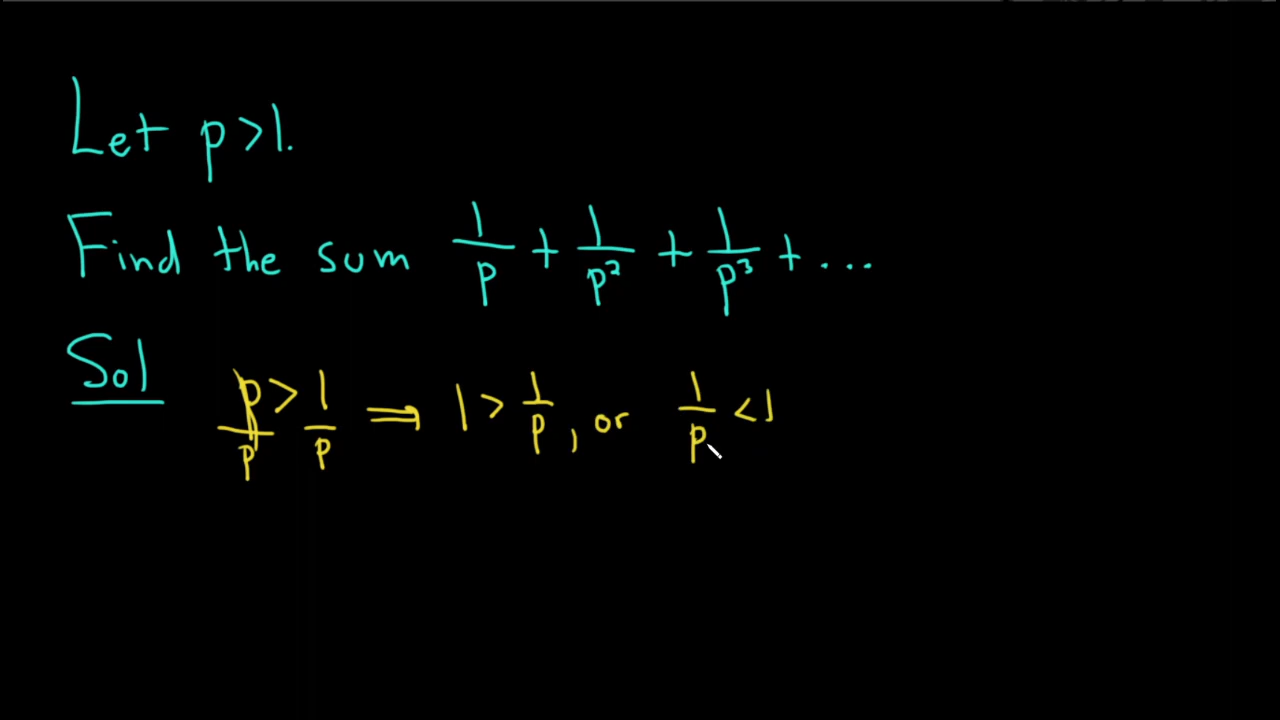 Let p>1.
Find the sum 1/p + 1/p² + 1/p³ + ...
Sol p/p > 1/p ⟹ 1 > 1/p, or 1/p < 1